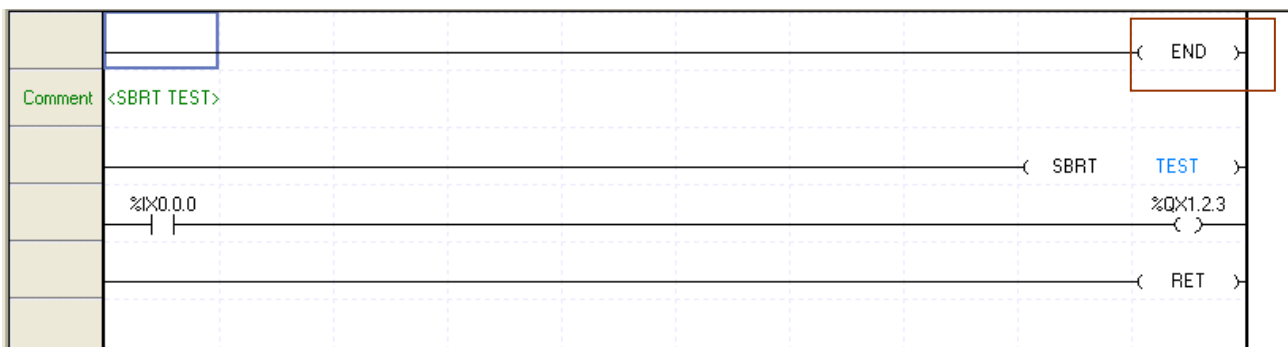 END
Comment <SBRT TEST>
SBRT TEST
%IX0.0.0 %QX1.2.3
RET